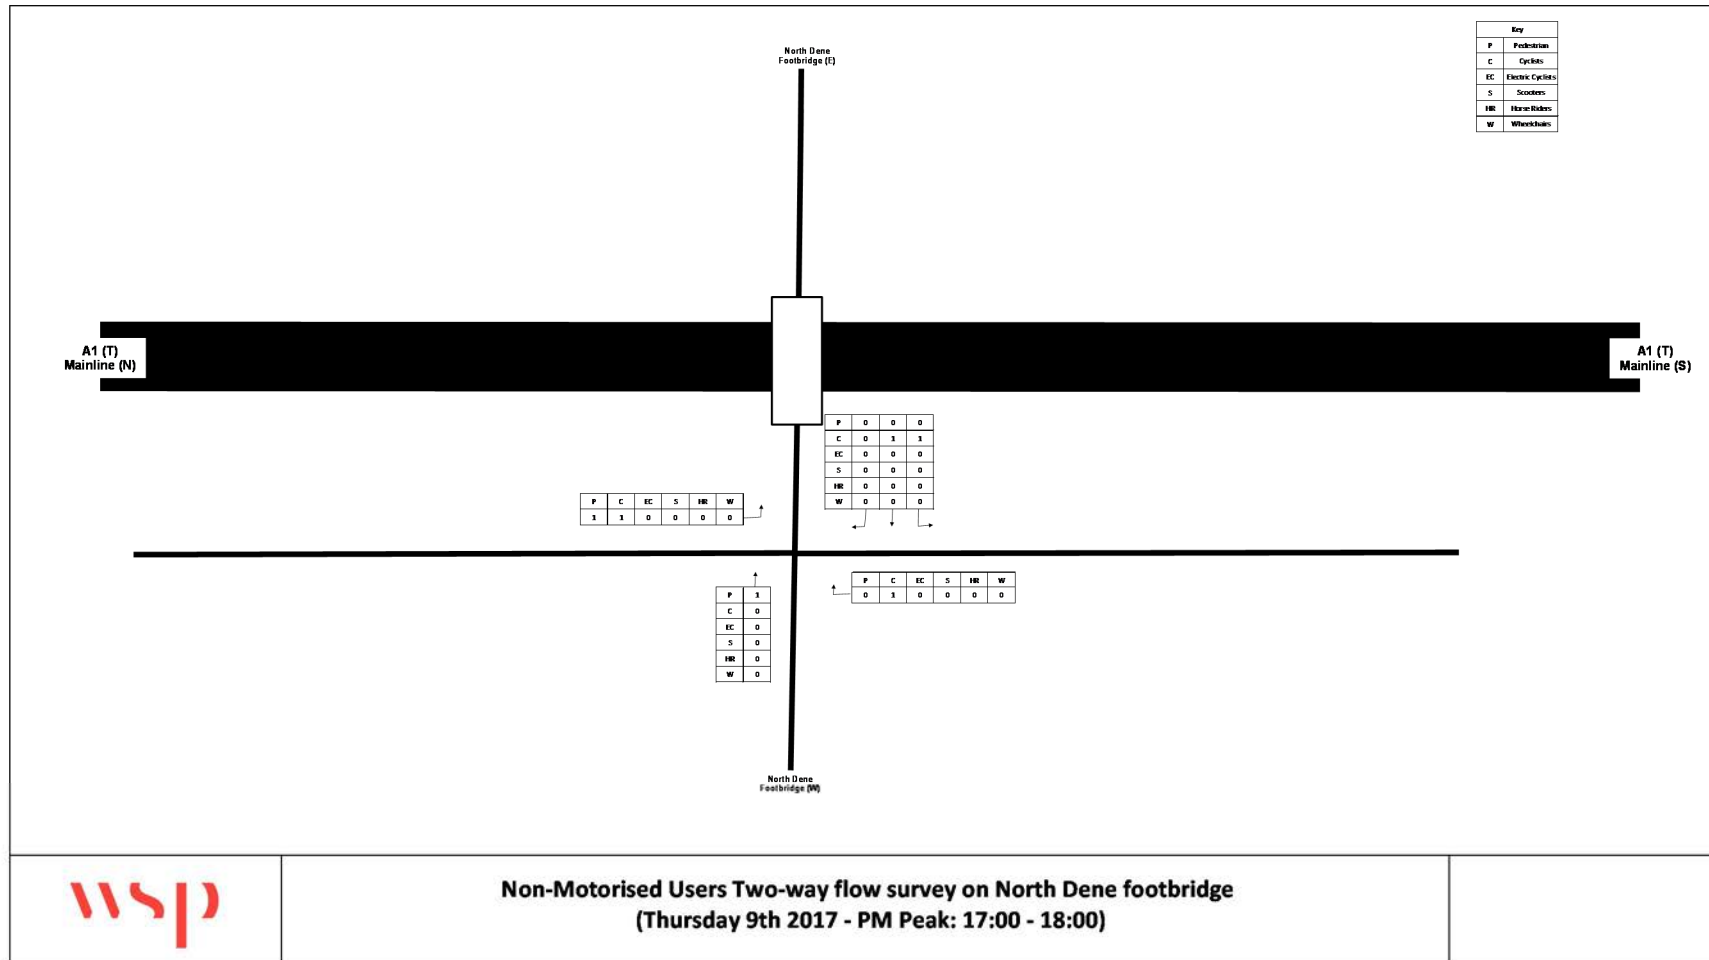 North Dene
Footbridge (E)
Key
P Pedestrian
C Cyclists
EC Electric Cyclists
S Scooters
HR Horse Riders
W Wheelchairs
A1 (T)
Mainline (N)
A1 (T)
Mainline (S)
P 0 0 0
C 0 1 1
EC 0 0 0
S 0 0 0
HR 0 0 0
W 0 0 0
P C EC S HR W
1 1 0 0 0 0
P C EC S HR W
0 1 0 0 0 0
P 1
C 0
EC 0
S 0
HR 0
W 0
North Dene
Footbridge (W)
wsp
Non-Motorised Users Two-way flow survey on North Dene footbridge
(Thursday 9th 2017 - PM Peak: 17:00 - 18:00)